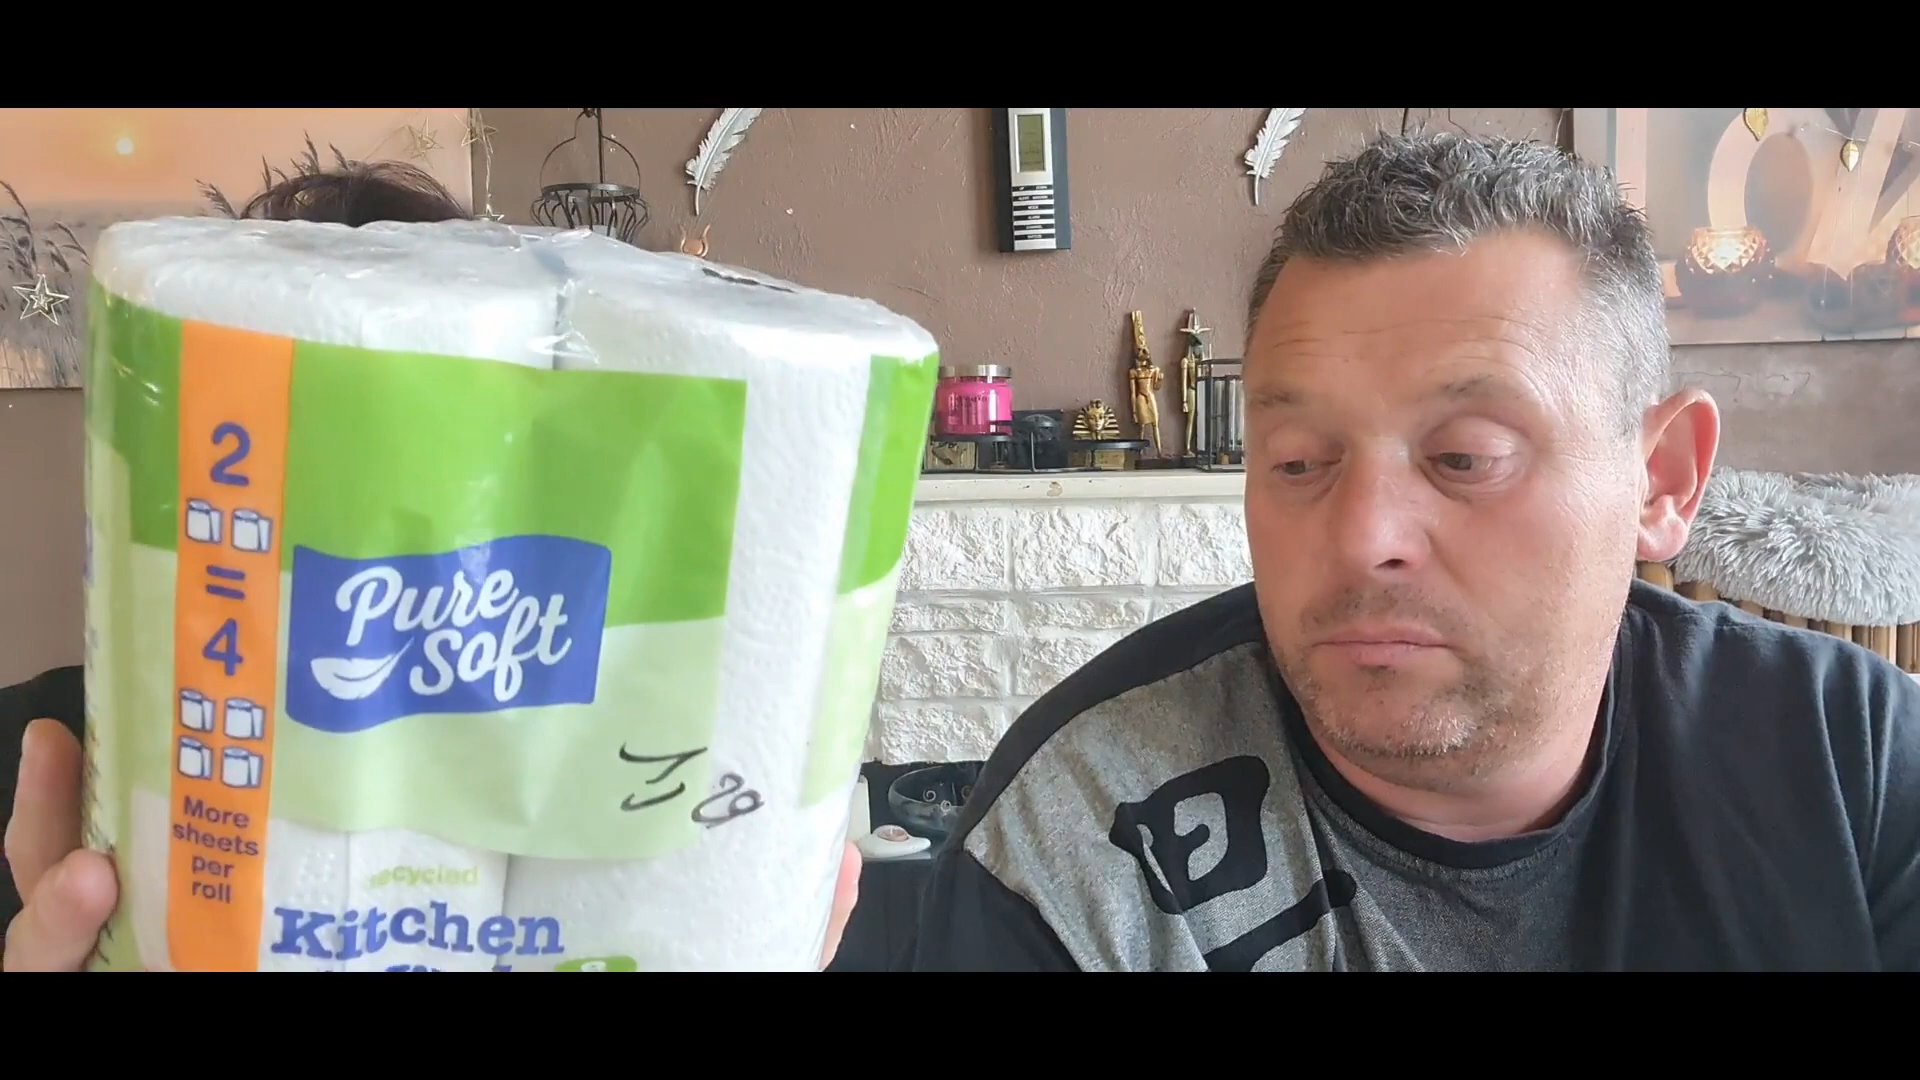 2
=
4
More
sheets
per
roll
Pure
Soft
recycled
Kitchen